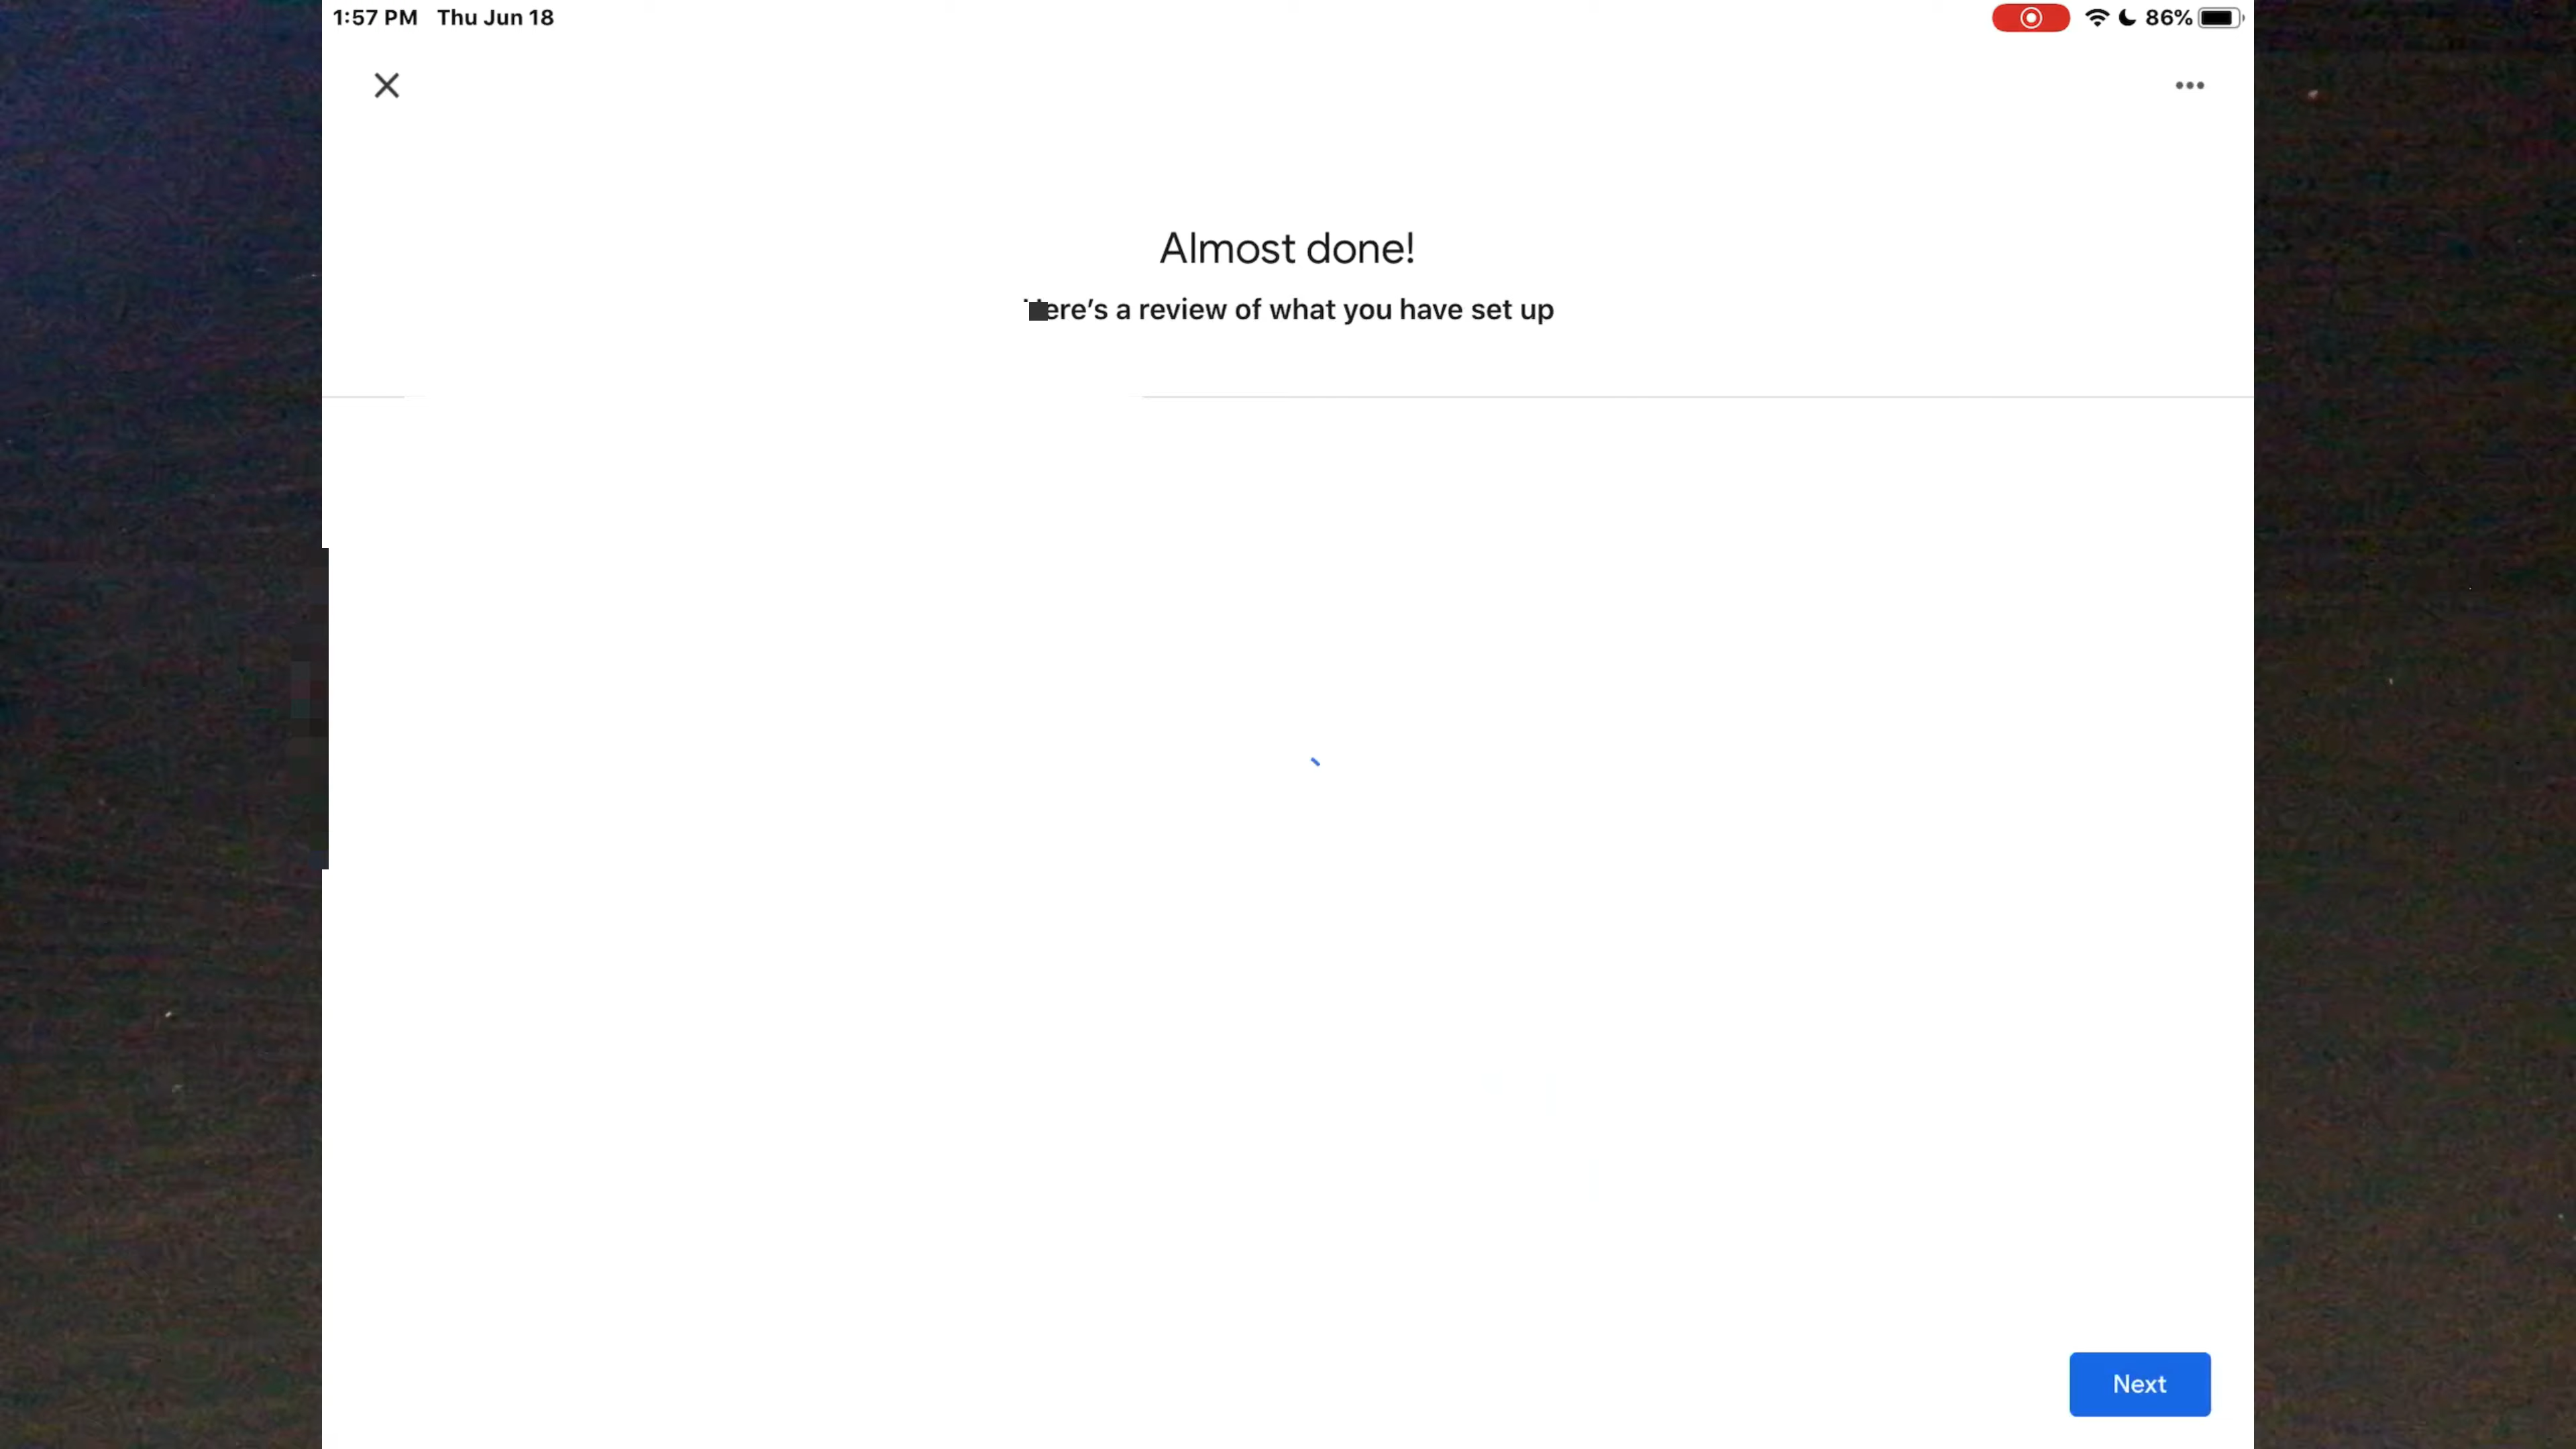 1:57 PM Thu Jun 18
86%
Almost done!
ere’s a review of what you have set up
Next